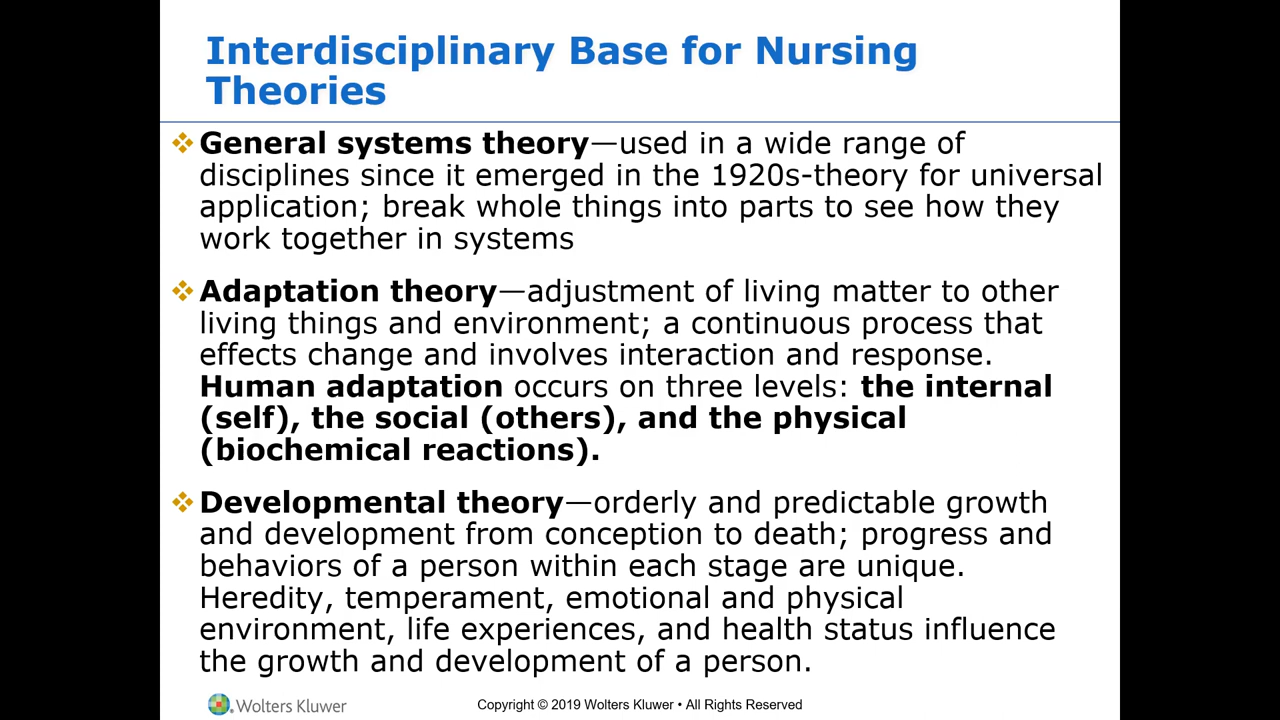 Interdisciplinary Base for Nursing
Theories
❖General systems theory—used in a wide range of
disciplines since it emerged in the 1920s-theory for universal
application; break whole things into parts to see how they
work together in systems
❖Adaptation theory—adjustment of living matter to other
living things and environment; a continuous process that
effects change and involves interaction and response.
Human adaptation occurs on three levels: the internal
(self), the social (others), and the physical
(biochemical reactions).
❖Developmental theory—orderly and predictable growth
and development from conception to death; progress and
behaviors of a person within each stage are unique.
Heredity, temperament, emotional and physical
environment, life experiences, and health status influence
the growth and development of a person.
Wolters Kluwer
Copyright © 2019 Wolters Kluwer • All Rights Reserved